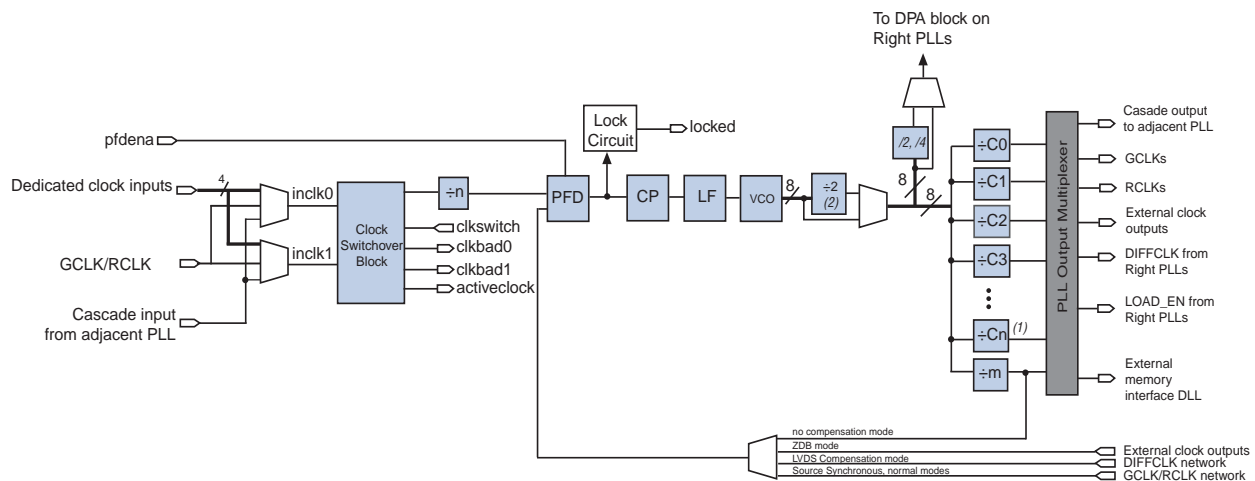 To DPA block on
Right PLLs
Lock
Circuit
locked
pfdena
/2, /4
Dedicated clock inputs
4
inclk0
÷n
PFD
CP
LF
VCO
8
÷2
(2)
8
8
GCLK/RCLK
inclk1
Clock
Switchover
Block
clkswitch
clkbad0
clkbad1
activeclock
Cascade input
from adjacent PLL
÷C0
÷C1
÷C2
÷C3
÷Cn
(1)
÷m
PLL Output Multiplexer
Casade output
to adjacent PLL
GCLKs
RCLKs
External clock
outputs
DIFFCLK from
Right PLLs
LOAD_EN from
Right PLLs
External
memory
interface DLL
no compensation mode
ZDB mode
LVDS Compensation mode
Source Synchronous, normal modes
External clock outputs
DIFFCLK network
GCLK/RCLK network